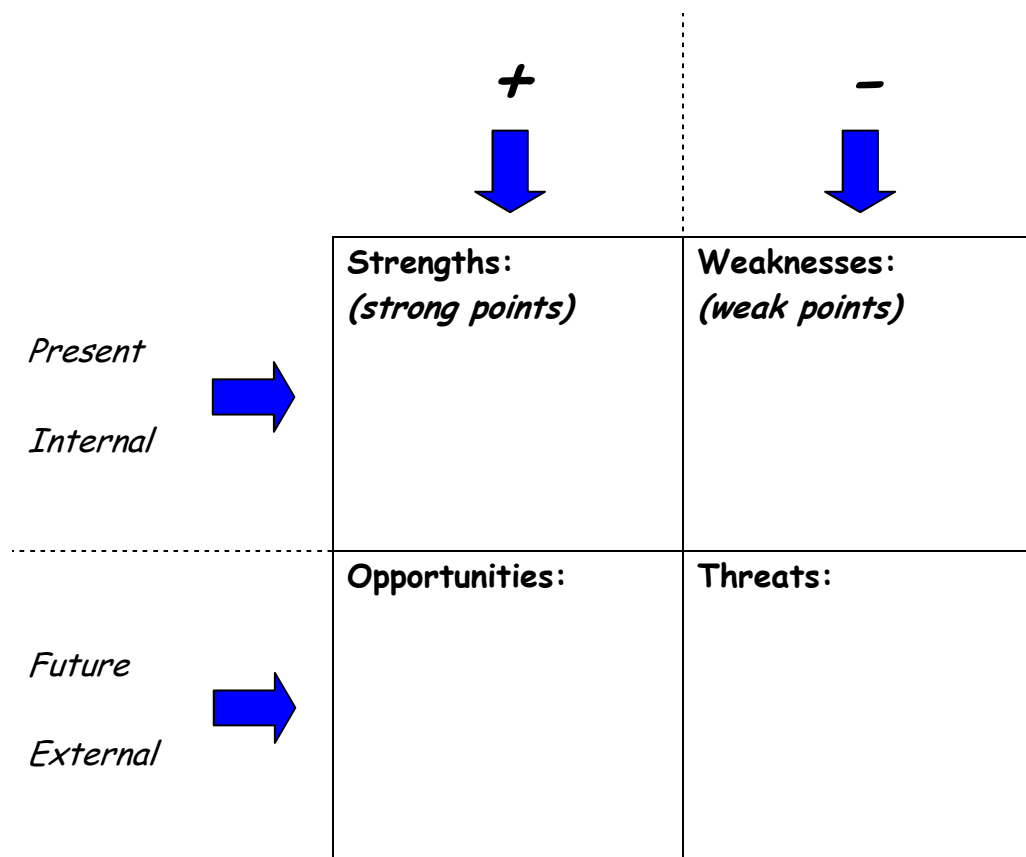 +
-
Strengths:
(strong points)
Weaknesses:
(weak points)
Present
Internal
Opportunities:
Threats:
Future
External